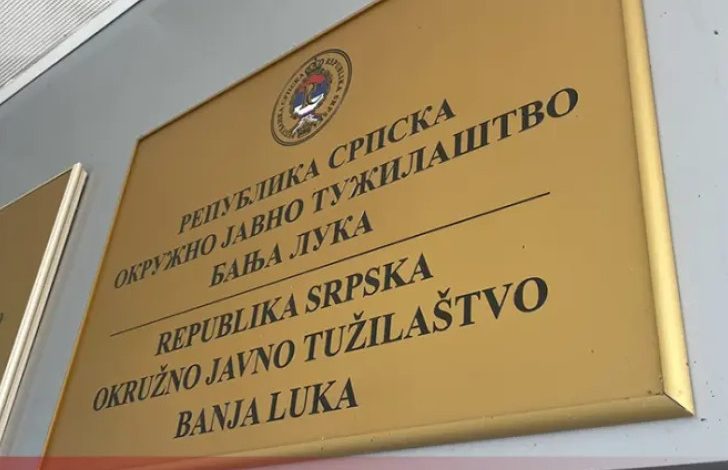 РЕПУБЛИКА СРПСКА
ОКРУЖНО ЈАВНО ТУЖИЛАШТВО
БАЊА ЛУКА
REPUBLIKA SRPSKA
OKRUŽNO JAVNO TUŽILAŠTVO
BANJA LUKA